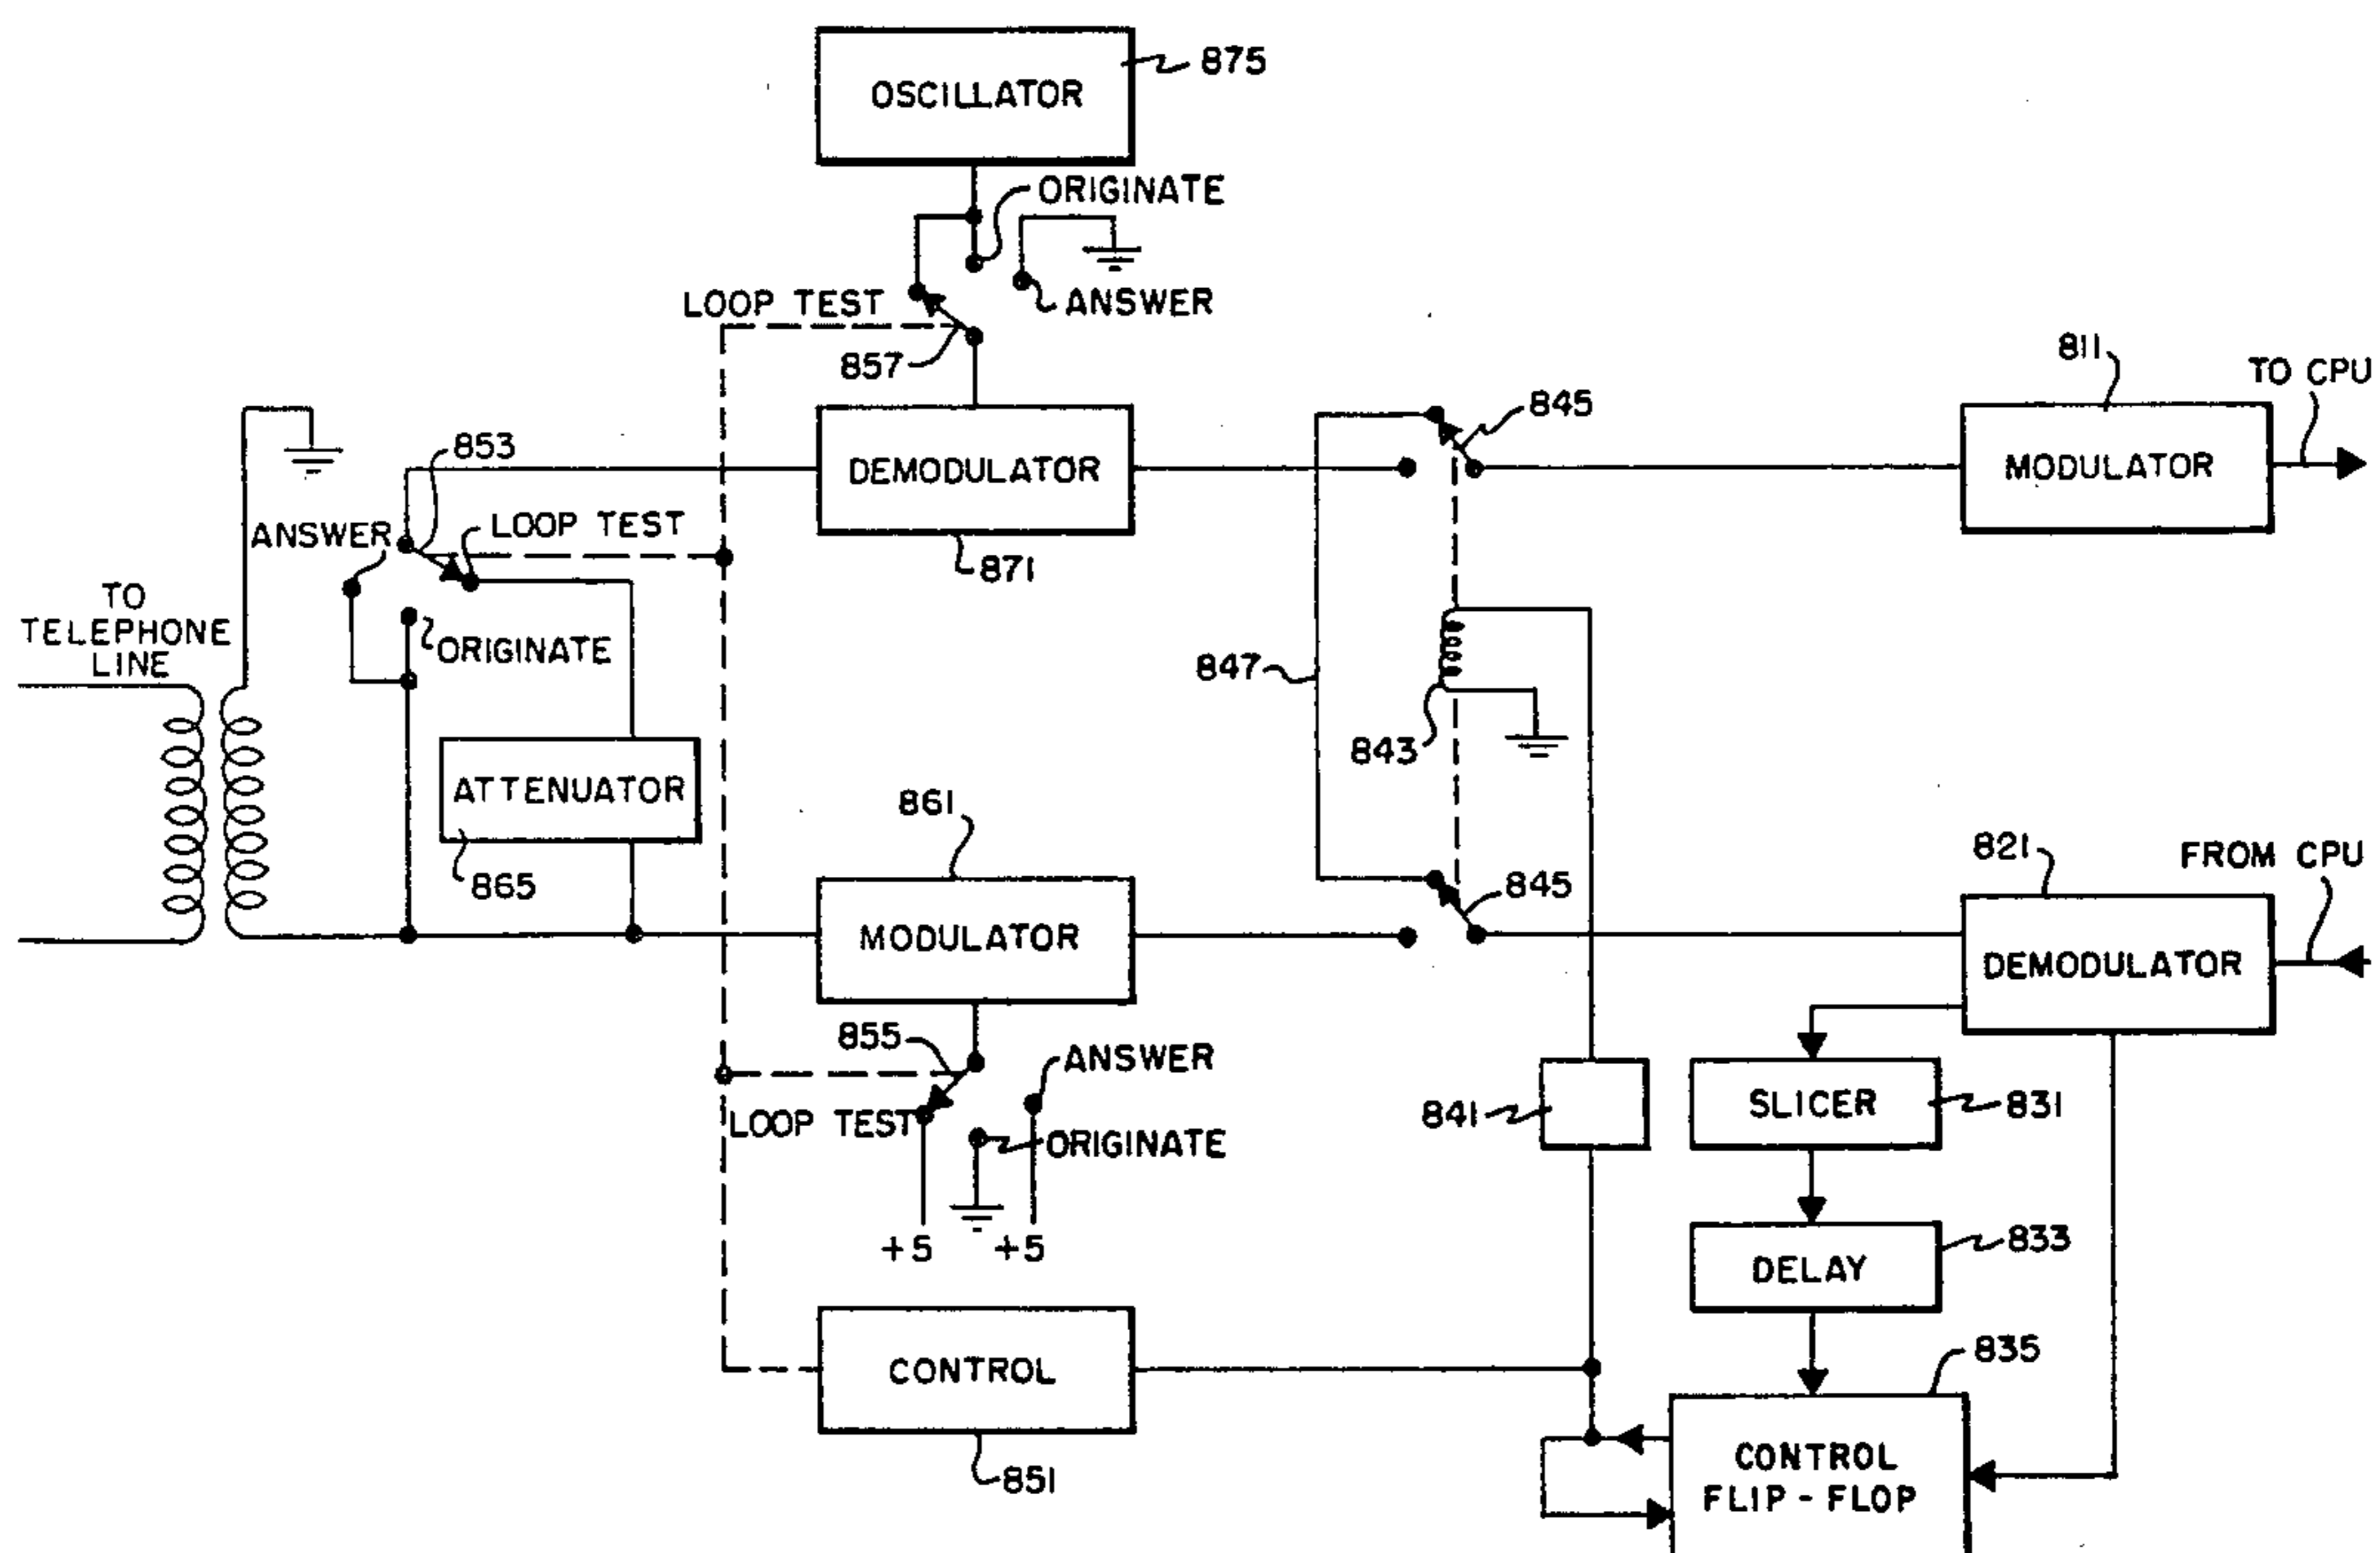 875
OSCILLATOR
ORIGINATE
LOOP TEST
ANSWER
857
811
TO CPU
845
853
DEMODULATOR
MODULATOR
ANSWER
LOOP TEST
871
TO
TELEPHONE
LINE
ORIGINATE
847
843
ATTENUATOR
861
865
845
821
FROM CPU
MODULATOR
DEMODULATOR
855
ANSWER
LOOP TEST
ORIGINATE
841
SLICER
831
+5
+5
DELAY
833
835
CONTROL
851
CONTROL
FLIP - FLOP